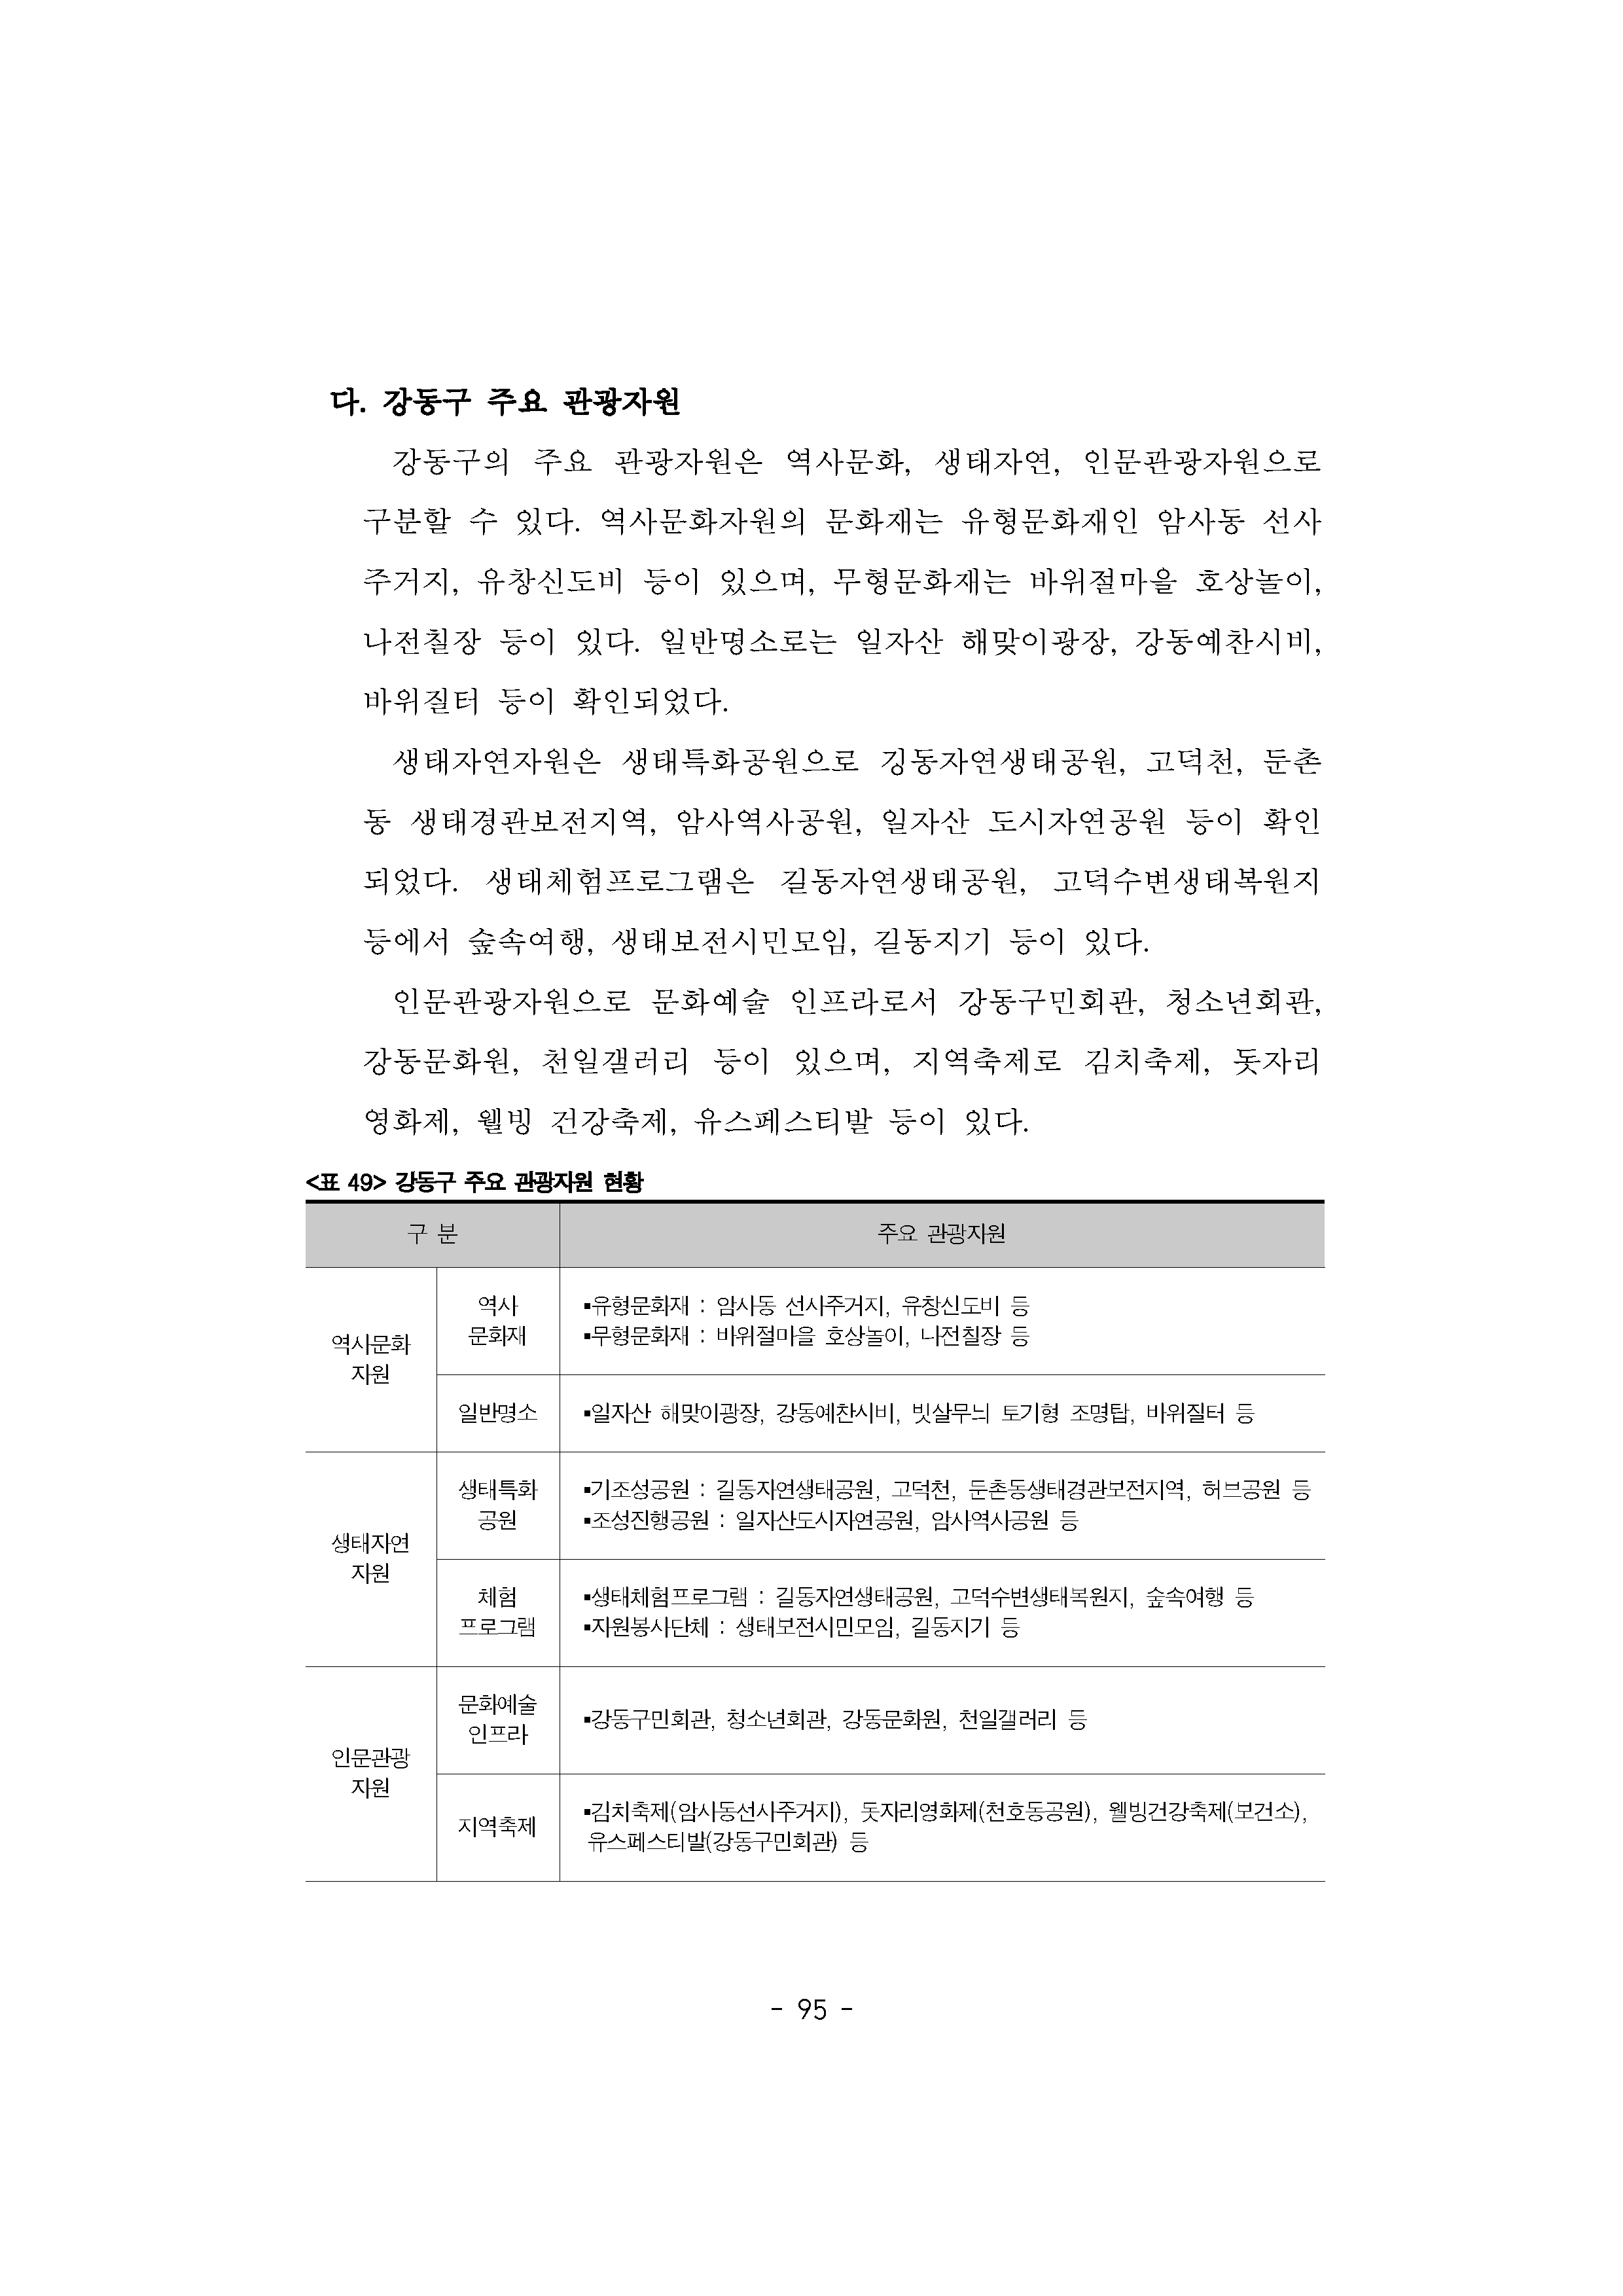 다. 강동구 주요 관광자원
강동구의 주요 관광자원은 역사문화, 생태자연, 인문관광자원으로
구분할 수 있다. 역사문화자원의 문화재는 유형문화재인 암사동 선사
주거지, 유창신도비 등이 있으며, 무형문화재는 바위절마을 호상놀이,
나전칠장 등이 있다. 일반명소로는 일자산 해맞이광장, 강동예찬시비,
바위질터 등이 확인되었다.
생태자연자원은 생태특화공원으로 깅동자연생태공원, 고덕천, 둔촌
동 생태경관보전지역, 암사역사공원, 일자산 도시자연공원 등이 확인
되었다. 생태체험프로그램은 길동자연생태공원, 고덕수변생태복원지
등에서 숲속여행, 생태보전시민모임, 길동지기 등이 있다.
인문관광자원으로 문화예술 인프라로서 강동구민회관, 청소년회관,
강동문화원, 천일갤러리 등이 있으며, 지역축제로 김치축제, 돗자리
영화제, 웰빙 건강축제, 유스페스티발 등이 있다.
<표 49> 강동구 주요 관광자원 현황
구 분 주요 관광자원
역사문화
자원
역사
문화재
▪유형문화재 : 암사동 선사주거지, 유창신도비 등
▪무형문화재 : 바위절마을 호상놀이, 나전칠장 등
일반명소
▪일자산 해맞이광장, 강동예찬시비, 빗살무늬 토기형 조명탑, 바위질터 등
생태자연
자원
생태특화
공원
▪기조성공원 : 길동자연생태공원, 고덕천, 둔촌동생태경관보전지역, 허브공원 등
▪조성진행공원 : 일자산도시자연공원, 암사역사공원 등
체험
프로그램
▪생태체험프로그램 : 길동자연생태공원, 고덕수변생태복원지, 숲속여행 등
▪자원봉사단체 : 생태보전시민모임, 길동지기 등
인문관광
자원
문화예술
인프라
▪강동구민회관, 청소년회관, 강동문화원, 천일갤러리 등
지역축제
▪김치축제(암사동선사주거지), 돗자리영화제(천호동공원), 웰빙건강축제(보건소),
유스페스티발(강동구민회관) 등
- 95 -